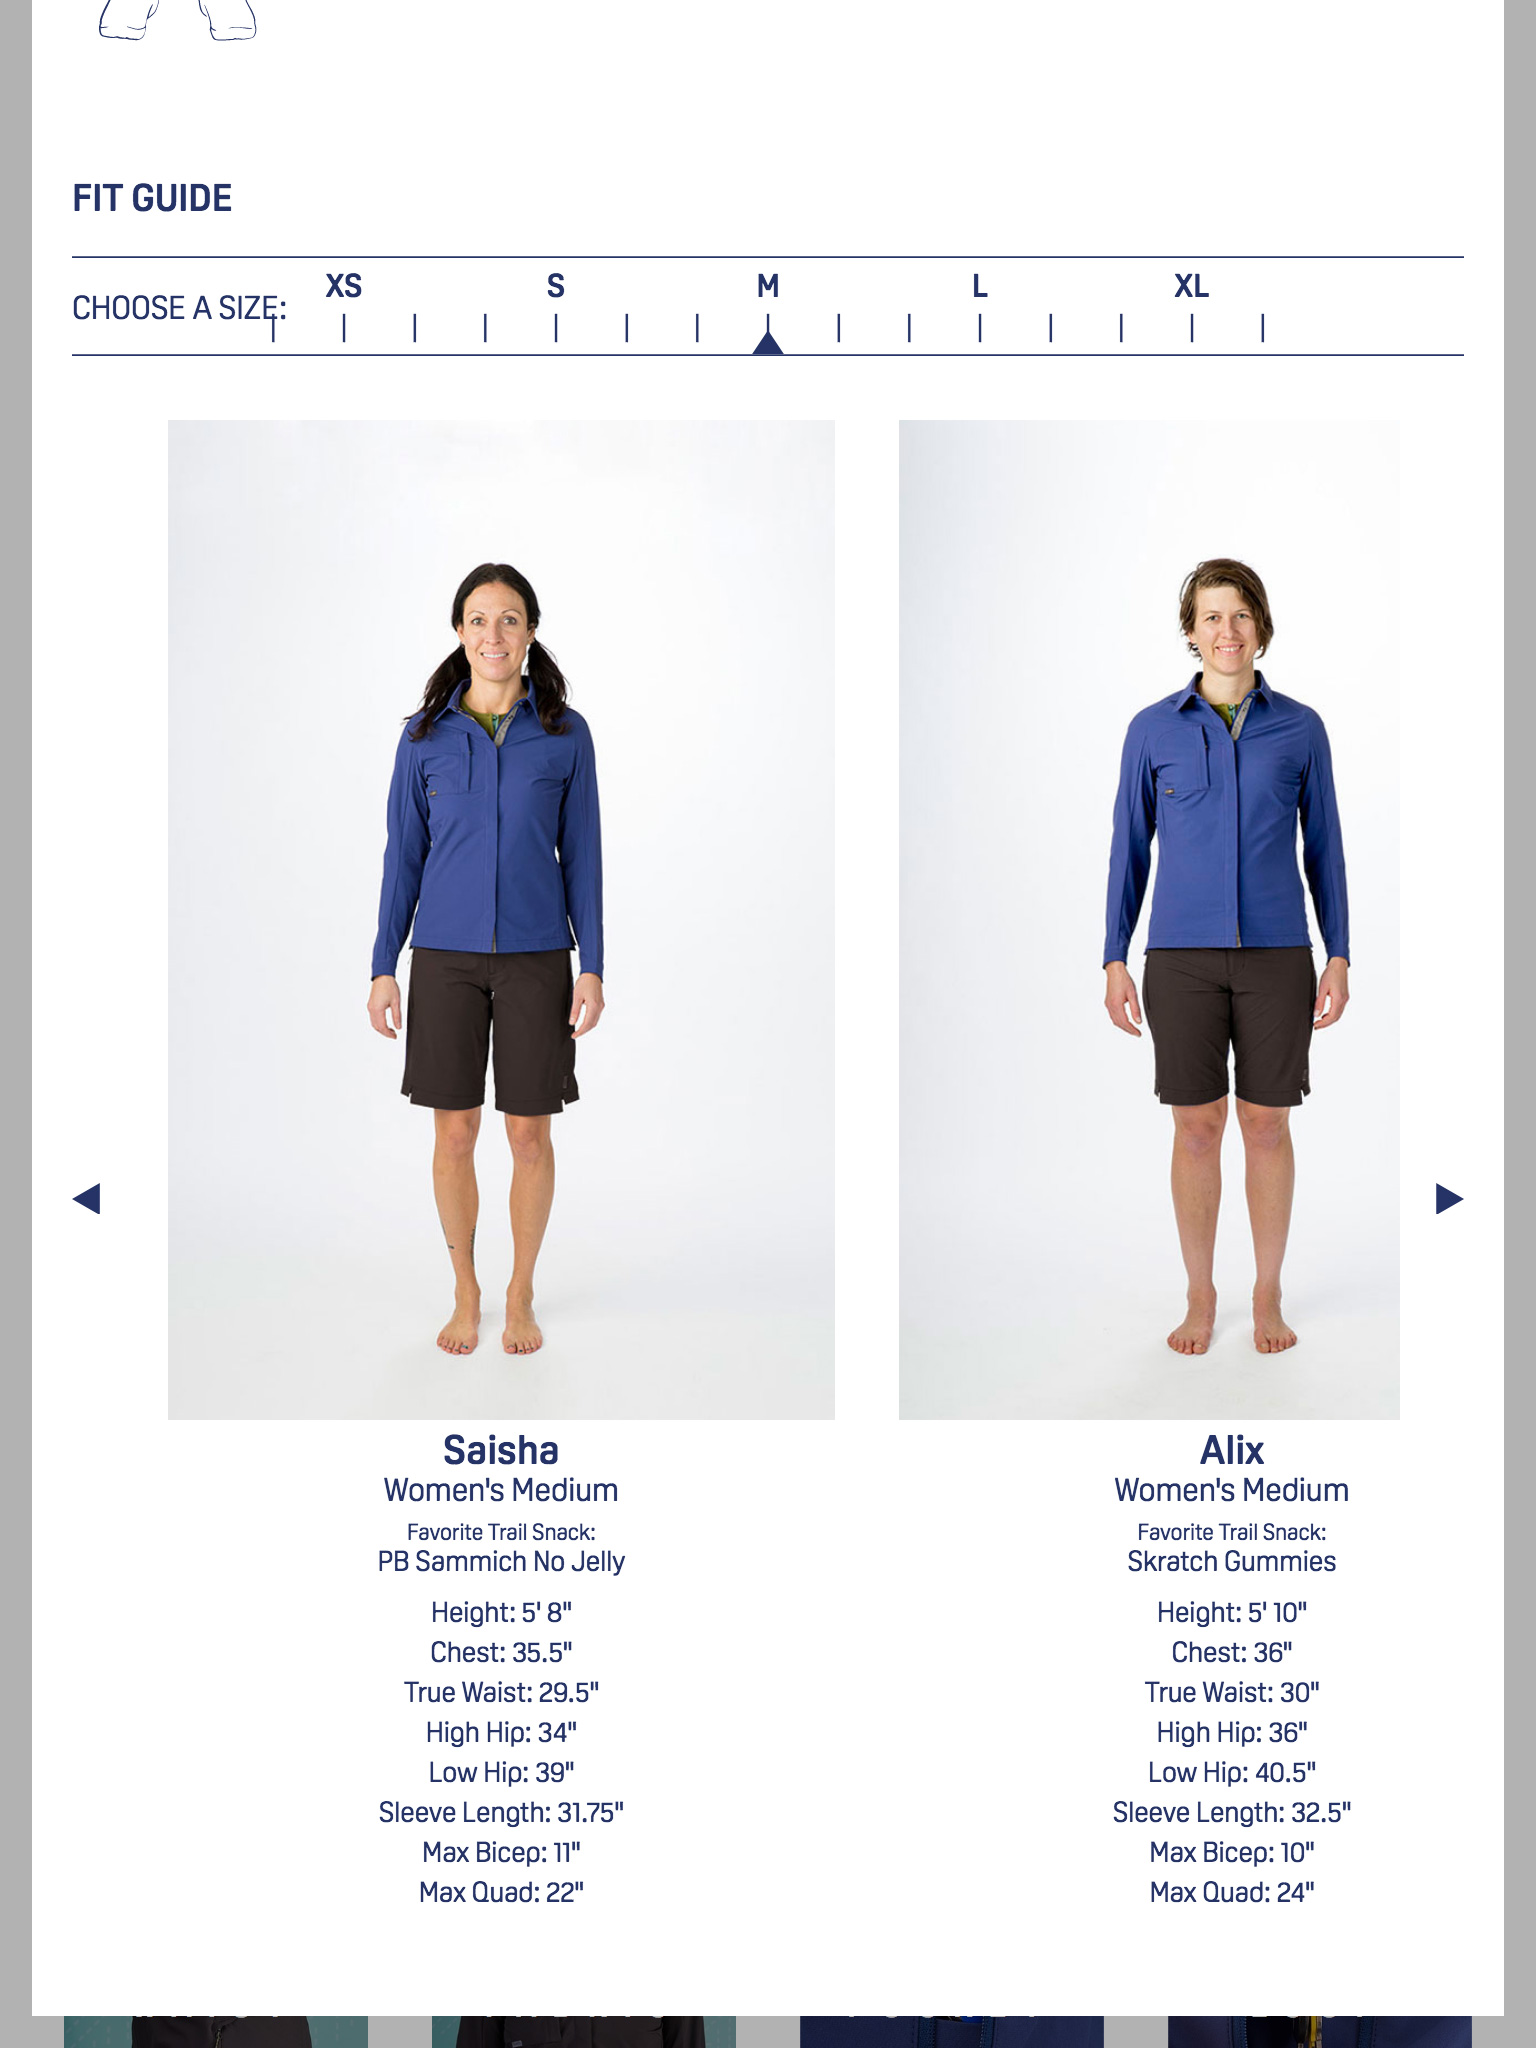 FIT GUIDE
CHOOSE A SIZE:
XS S M L XL
Saisha
Women's Medium
Favorite Trail Snack:
PB Sammich No Jelly
Height: 5' 8"
Chest: 35.5"
True Waist: 29.5"
High Hip: 34"
Low Hip: 39"
Sleeve Length: 31.75"
Max Bicep: 11"
Max Quad: 22"
Alix
Women's Medium
Favorite Trail Snack:
Skratch Gummies
Height: 5' 10"
Chest: 36"
True Waist: 30"
High Hip: 36"
Low Hip: 40.5"
Sleeve Length: 32.5"
Max Bicep: 10"
Max Quad: 24"